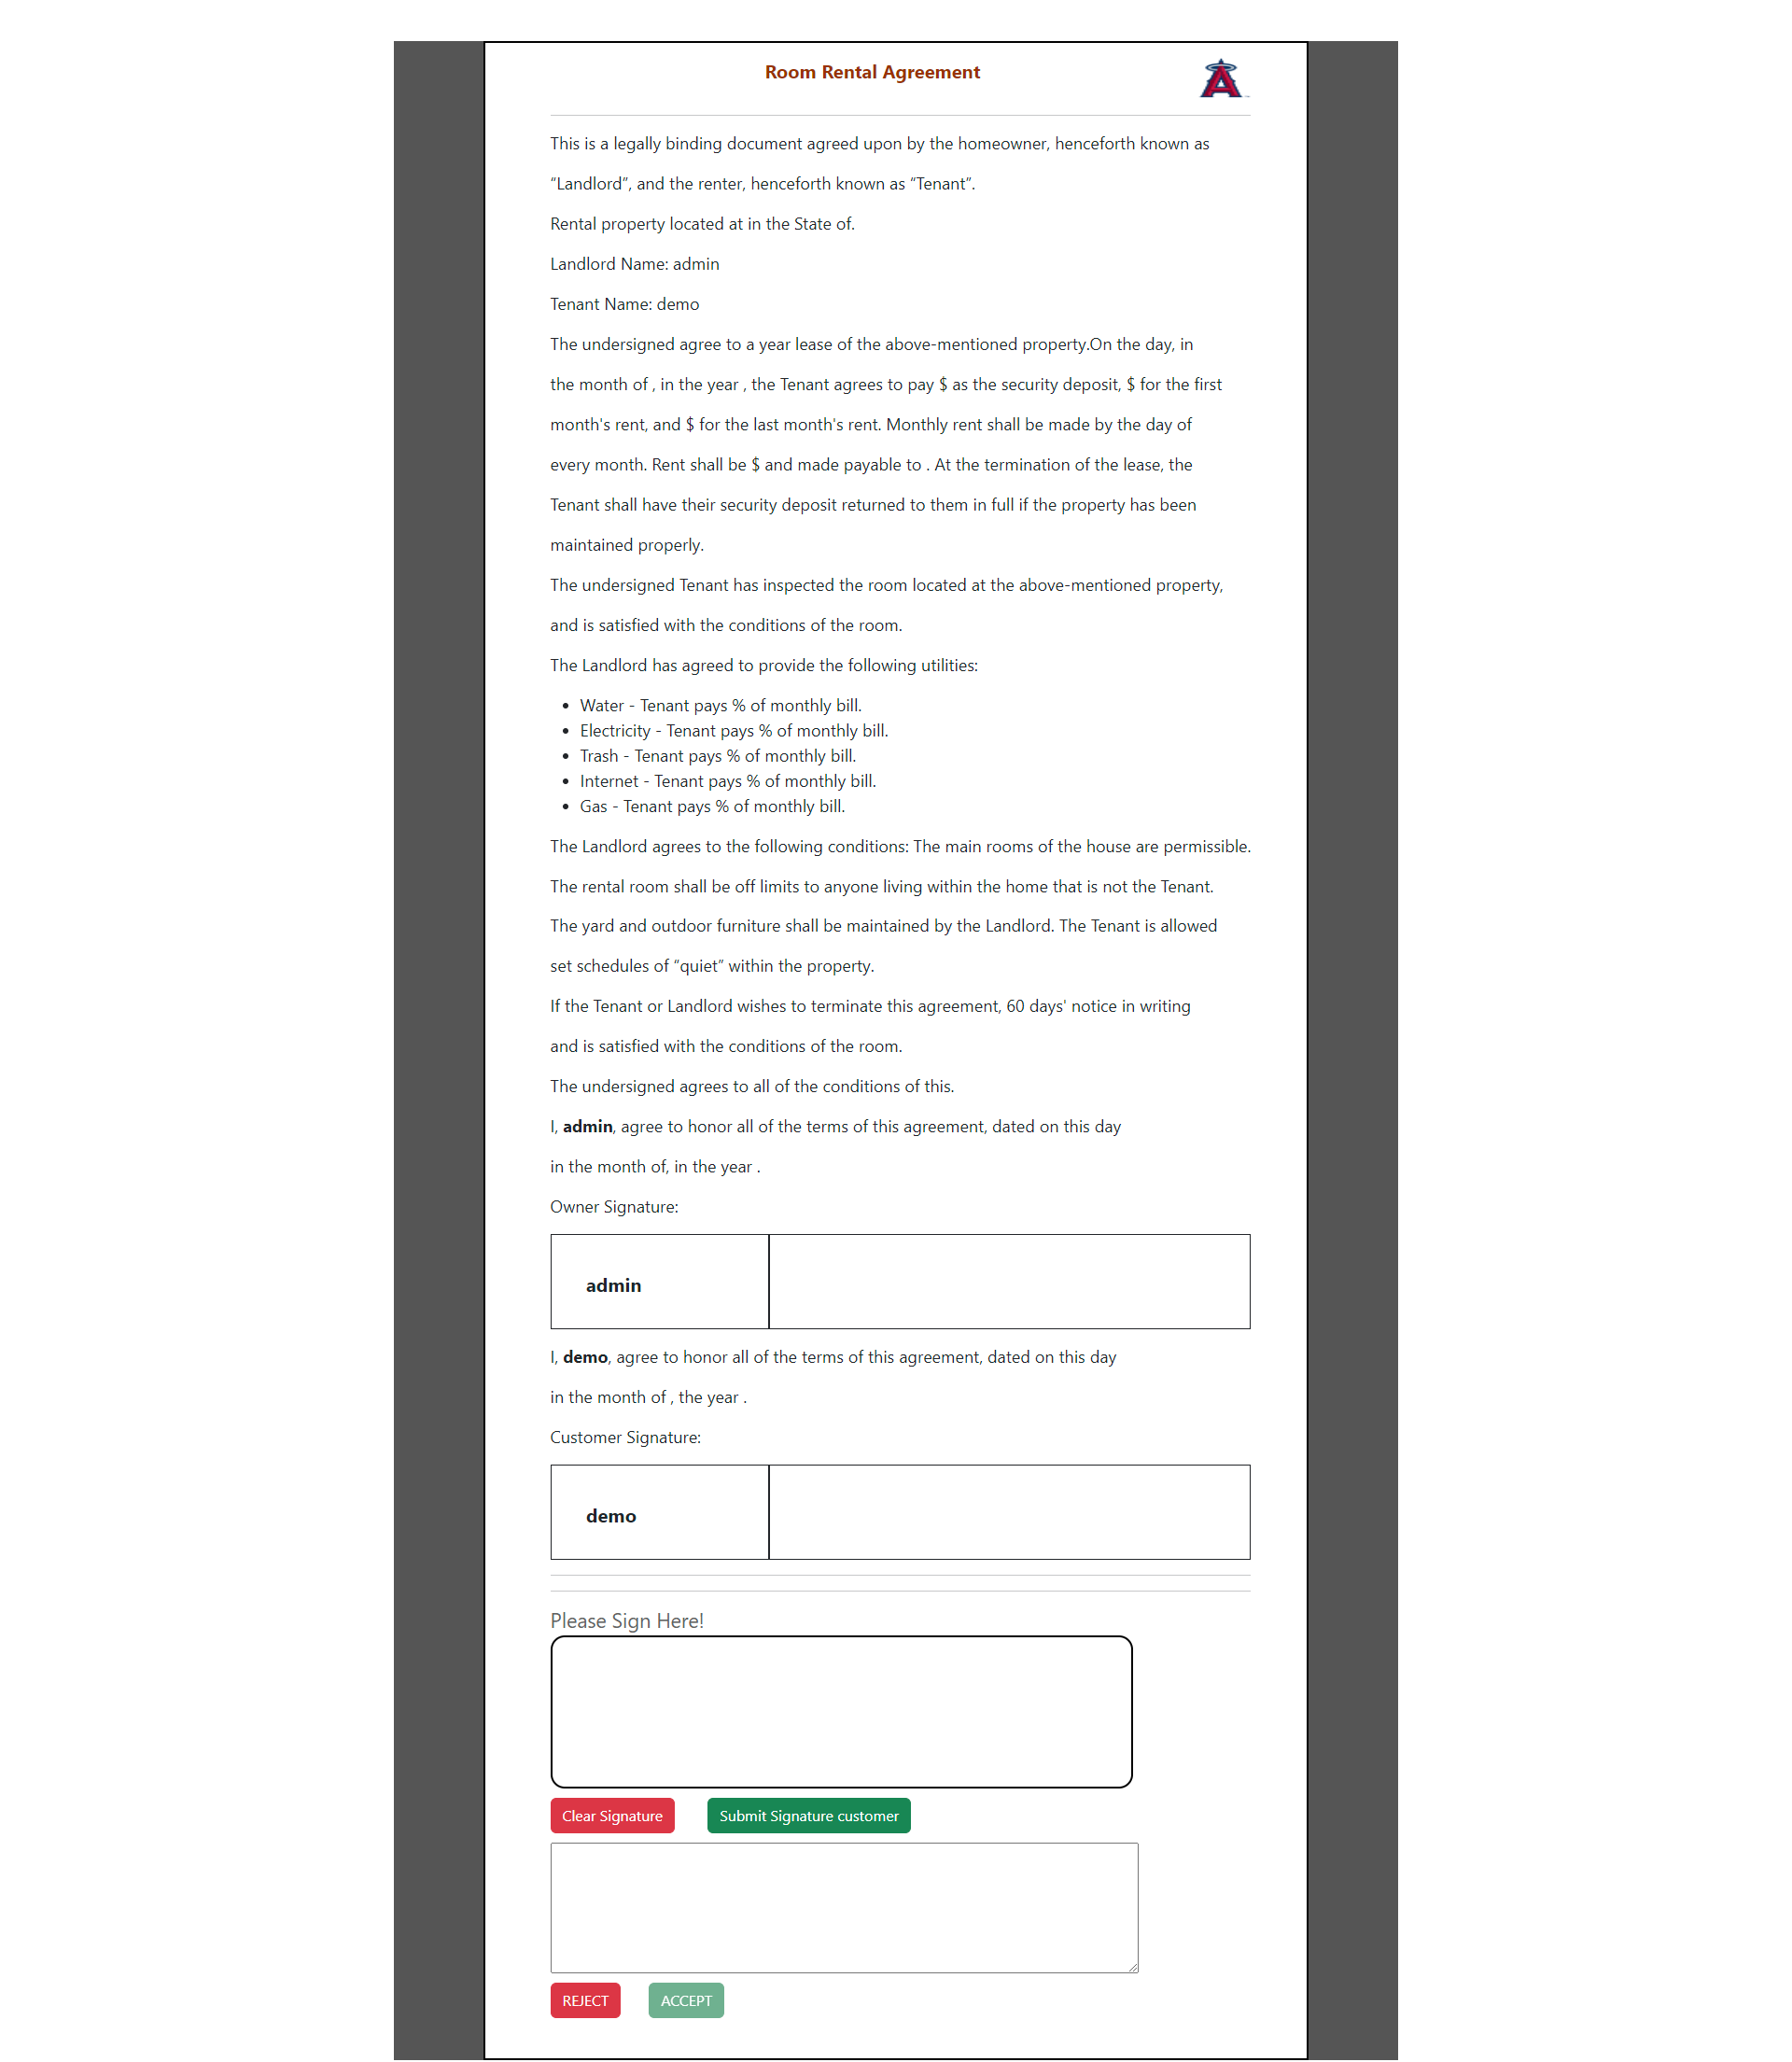 Room Rental Agreement
A
This is a legally binding document agreed upon by the homeowner, henceforth known as
“Landlord”, and the renter, henceforth known as “Tenant”.
Rental property located at in the State of.
Landlord Name: admin
Tenant Name: demo
The undersigned agree to a year lease of the above-mentioned property.On the day, in
the month of , in the year , the Tenant agrees to pay $ as the security deposit, $ for the first
month's rent, and $ for the last month's rent. Monthly rent shall be made by the day of
every month. Rent shall be $ and made payable to . At the termination of the lease, the
Tenant shall have their security deposit returned to them in full if the property has been
maintained properly.
The undersigned Tenant has inspected the room located at the above-mentioned property,
and is satisfied with the conditions of the room.
The Landlord has agreed to provide the following utilities:
• Water - Tenant pays % of monthly bill.
• Electricity - Tenant pays % of monthly bill.
• Trash - Tenant pays % of monthly bill.
• Internet - Tenant pays % of monthly bill.
• Gas - Tenant pays % of monthly bill.
The Landlord agrees to the following conditions: The main rooms of the house are permissible.
The rental room shall be off limits to anyone living within the home that is not the Tenant.
The yard and outdoor furniture shall be maintained by the Landlord. The Tenant is allowed
set schedules of “quiet” within the property.
If the Tenant or Landlord wishes to terminate this agreement, 60 days' notice in writing
and is satisfied with the conditions of the room.
The undersigned agrees to all of the conditions of this.
I, admin, agree to honor all of the terms of this agreement, dated on this day
in the month of, in the year .
Owner Signature:
admin
I, demo, agree to honor all of the terms of this agreement, dated on this day
in the month of , the year .
Customer Signature:
demo
Please Sign Here!
Clear Signature Submit Signature customer
REJECT ACCEPT